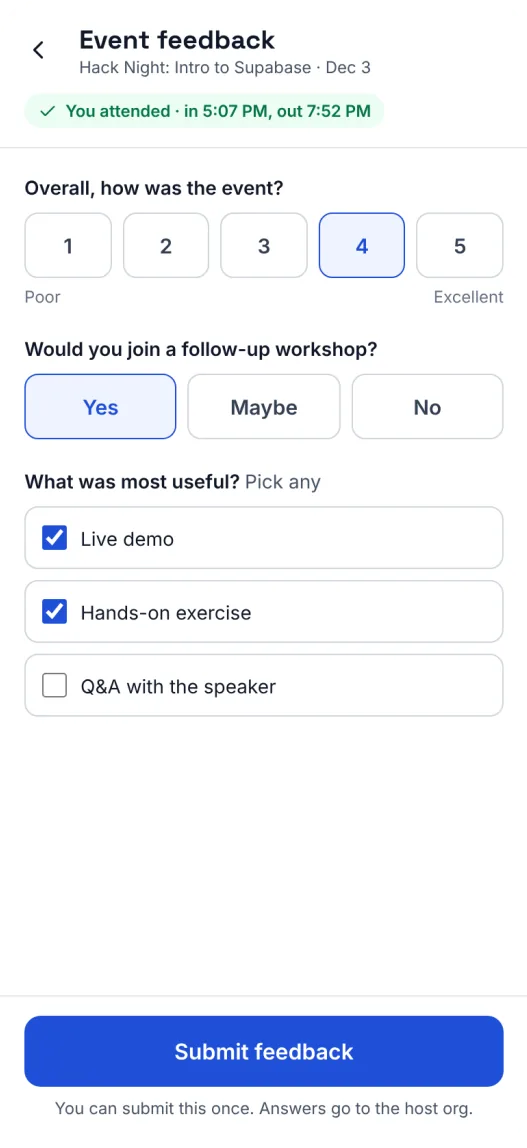 Event feedback
Hack Night: Intro to Supabase · Dec 3
You attended · in 5:07 PM, out 7:52 PM
Overall, how was the event?
1 2 3 4 5
Poor Excellent
Would you join a follow-up workshop?
Yes Maybe No
What was most useful? Pick any
Live demo
Hands-on exercise
Q&A with the speaker
Submit feedback
You can submit this once. Answers go to the host org.